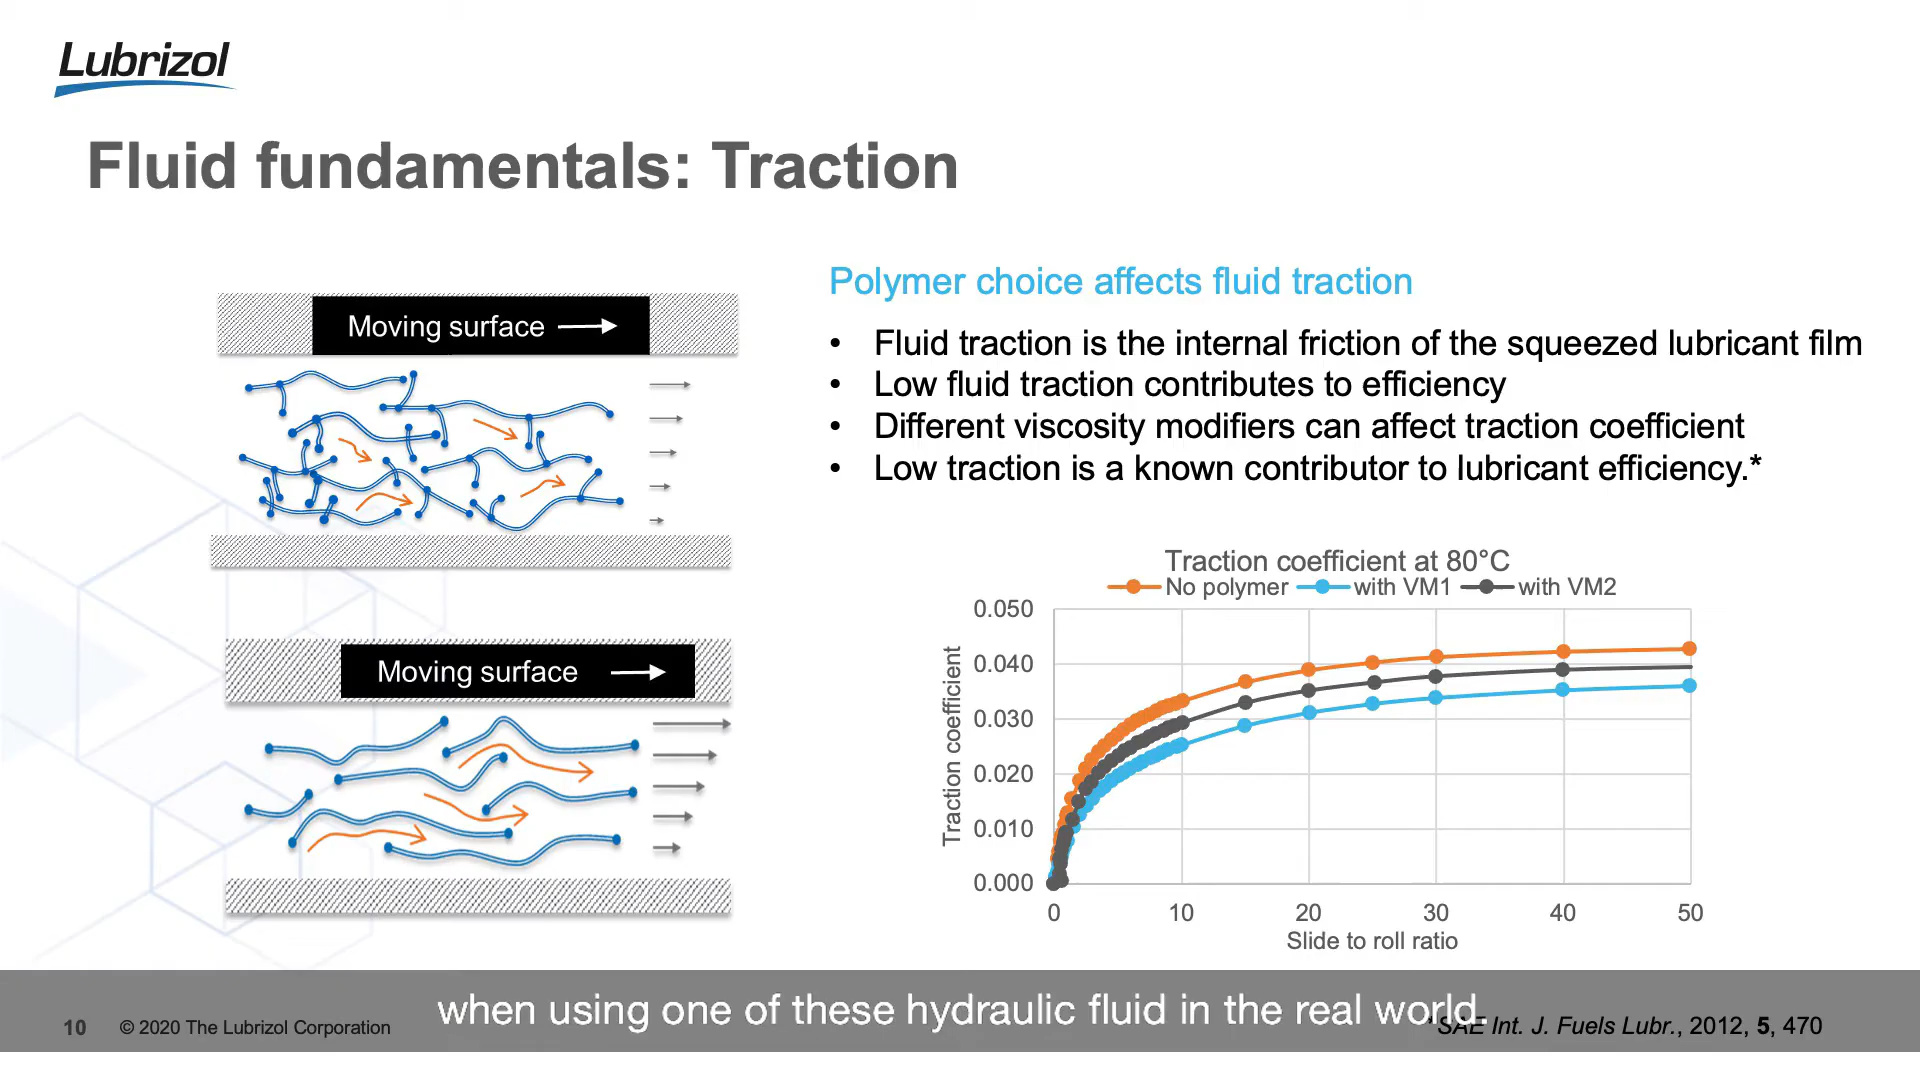 Lubrizol
Fluid fundamentals: Traction
Moving surface
Moving surface
Polymer choice affects fluid traction
• Fluid traction is the internal friction of the squeezed lubricant film
• Low fluid traction contributes to efficiency
• Different viscosity modifiers can affect traction coefficient
• Low traction is a known contributor to lubricant efficiency.*
Traction coefficient at 80°C
No polymer with VM1 with VM2
Traction coefficient
0.050
0.040
0.030
0.020
0.010
0.000
0 10 20 30 40 50
Slide to roll ratio
when using one of these hydraulic fluid in the real world.
10 © 2020 The Lubrizol Corporation
*SAE Int. J. Fuels Lubr., 2012, 5, 470